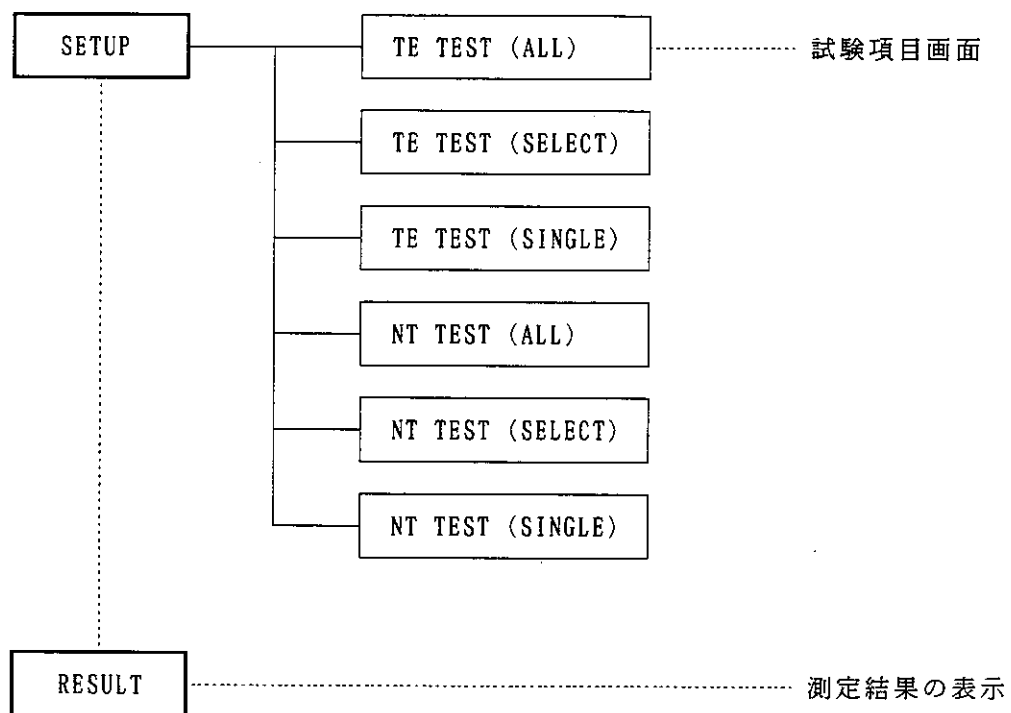 SETUP
TE TEST (ALL)
試験項目画面
TE TEST (SELECT)
TE TEST (SINGLE)
NT TEST (ALL)
NT TEST (SELECT)
NT TEST (SINGLE)
RESULT
測定結果の表示